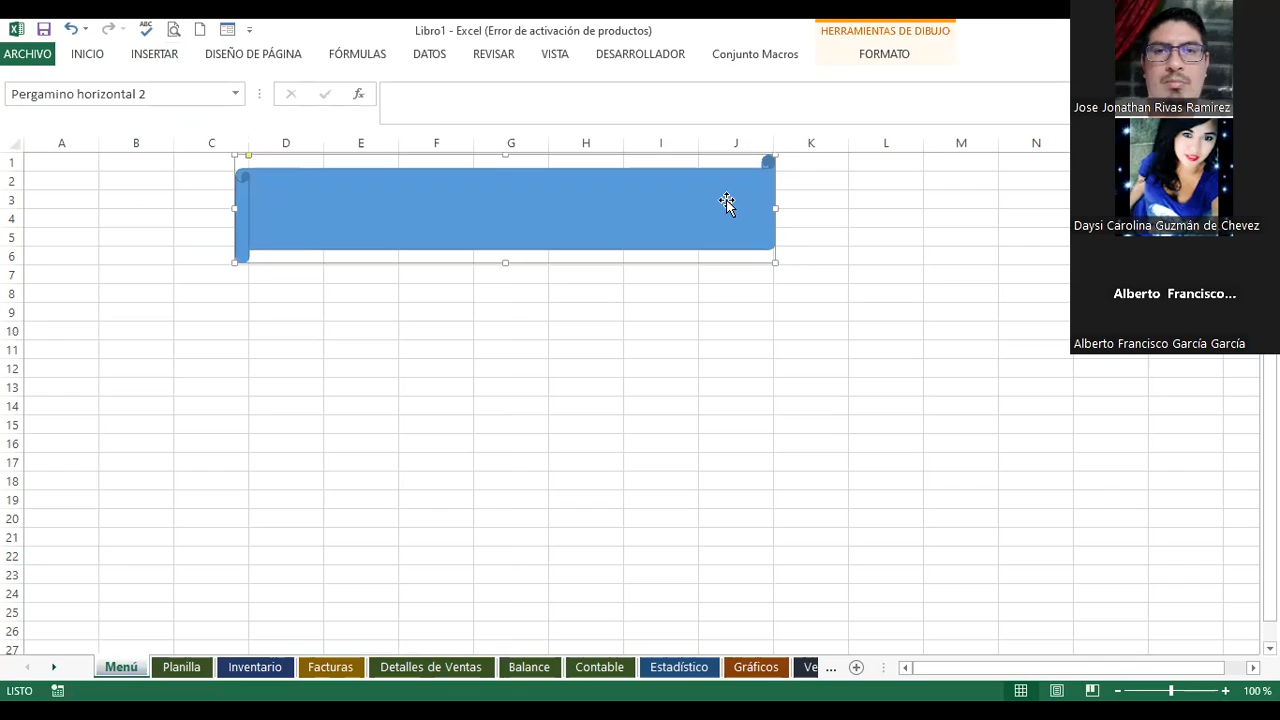 Libro1 - Excel (Error de activación de productos)
HERRAMIENTAS DE DIBUJO
ARCHIVO INICIO INSERTAR DISEÑO DE PÁGINA FÓRMULAS DATOS REVISAR VISTA DESARROLLADOR Conjunto Macros FORMATO
Pergamino horizontal 2
fx
A B C D E F G H I J K L M N
1
2
3
4
5
6
7
8
9
10
11
12
13
14
15
16
17
18
19
20
21
22
23
24
25
26
27
Jose Jonathan Rivas Ramirez
Daysi Carolina Guzmán de Chevez
Alberto Francisco...
Alberto Francisco García García
Menú Planilla Inventario Facturas Detalles de Ventas Balance Contable Estadístico Gráficos Ve ...
LISTO 100 %